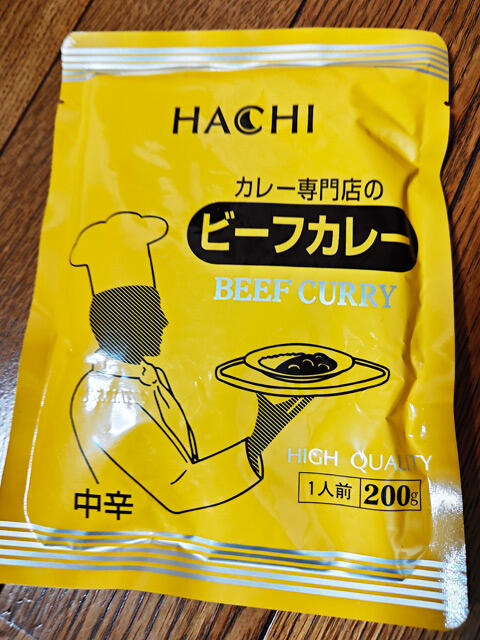 HACHI
カレー専門店の
ビーフカレー
BEEF CURRY
HIGH QUALITY
1人前 200g
中辛